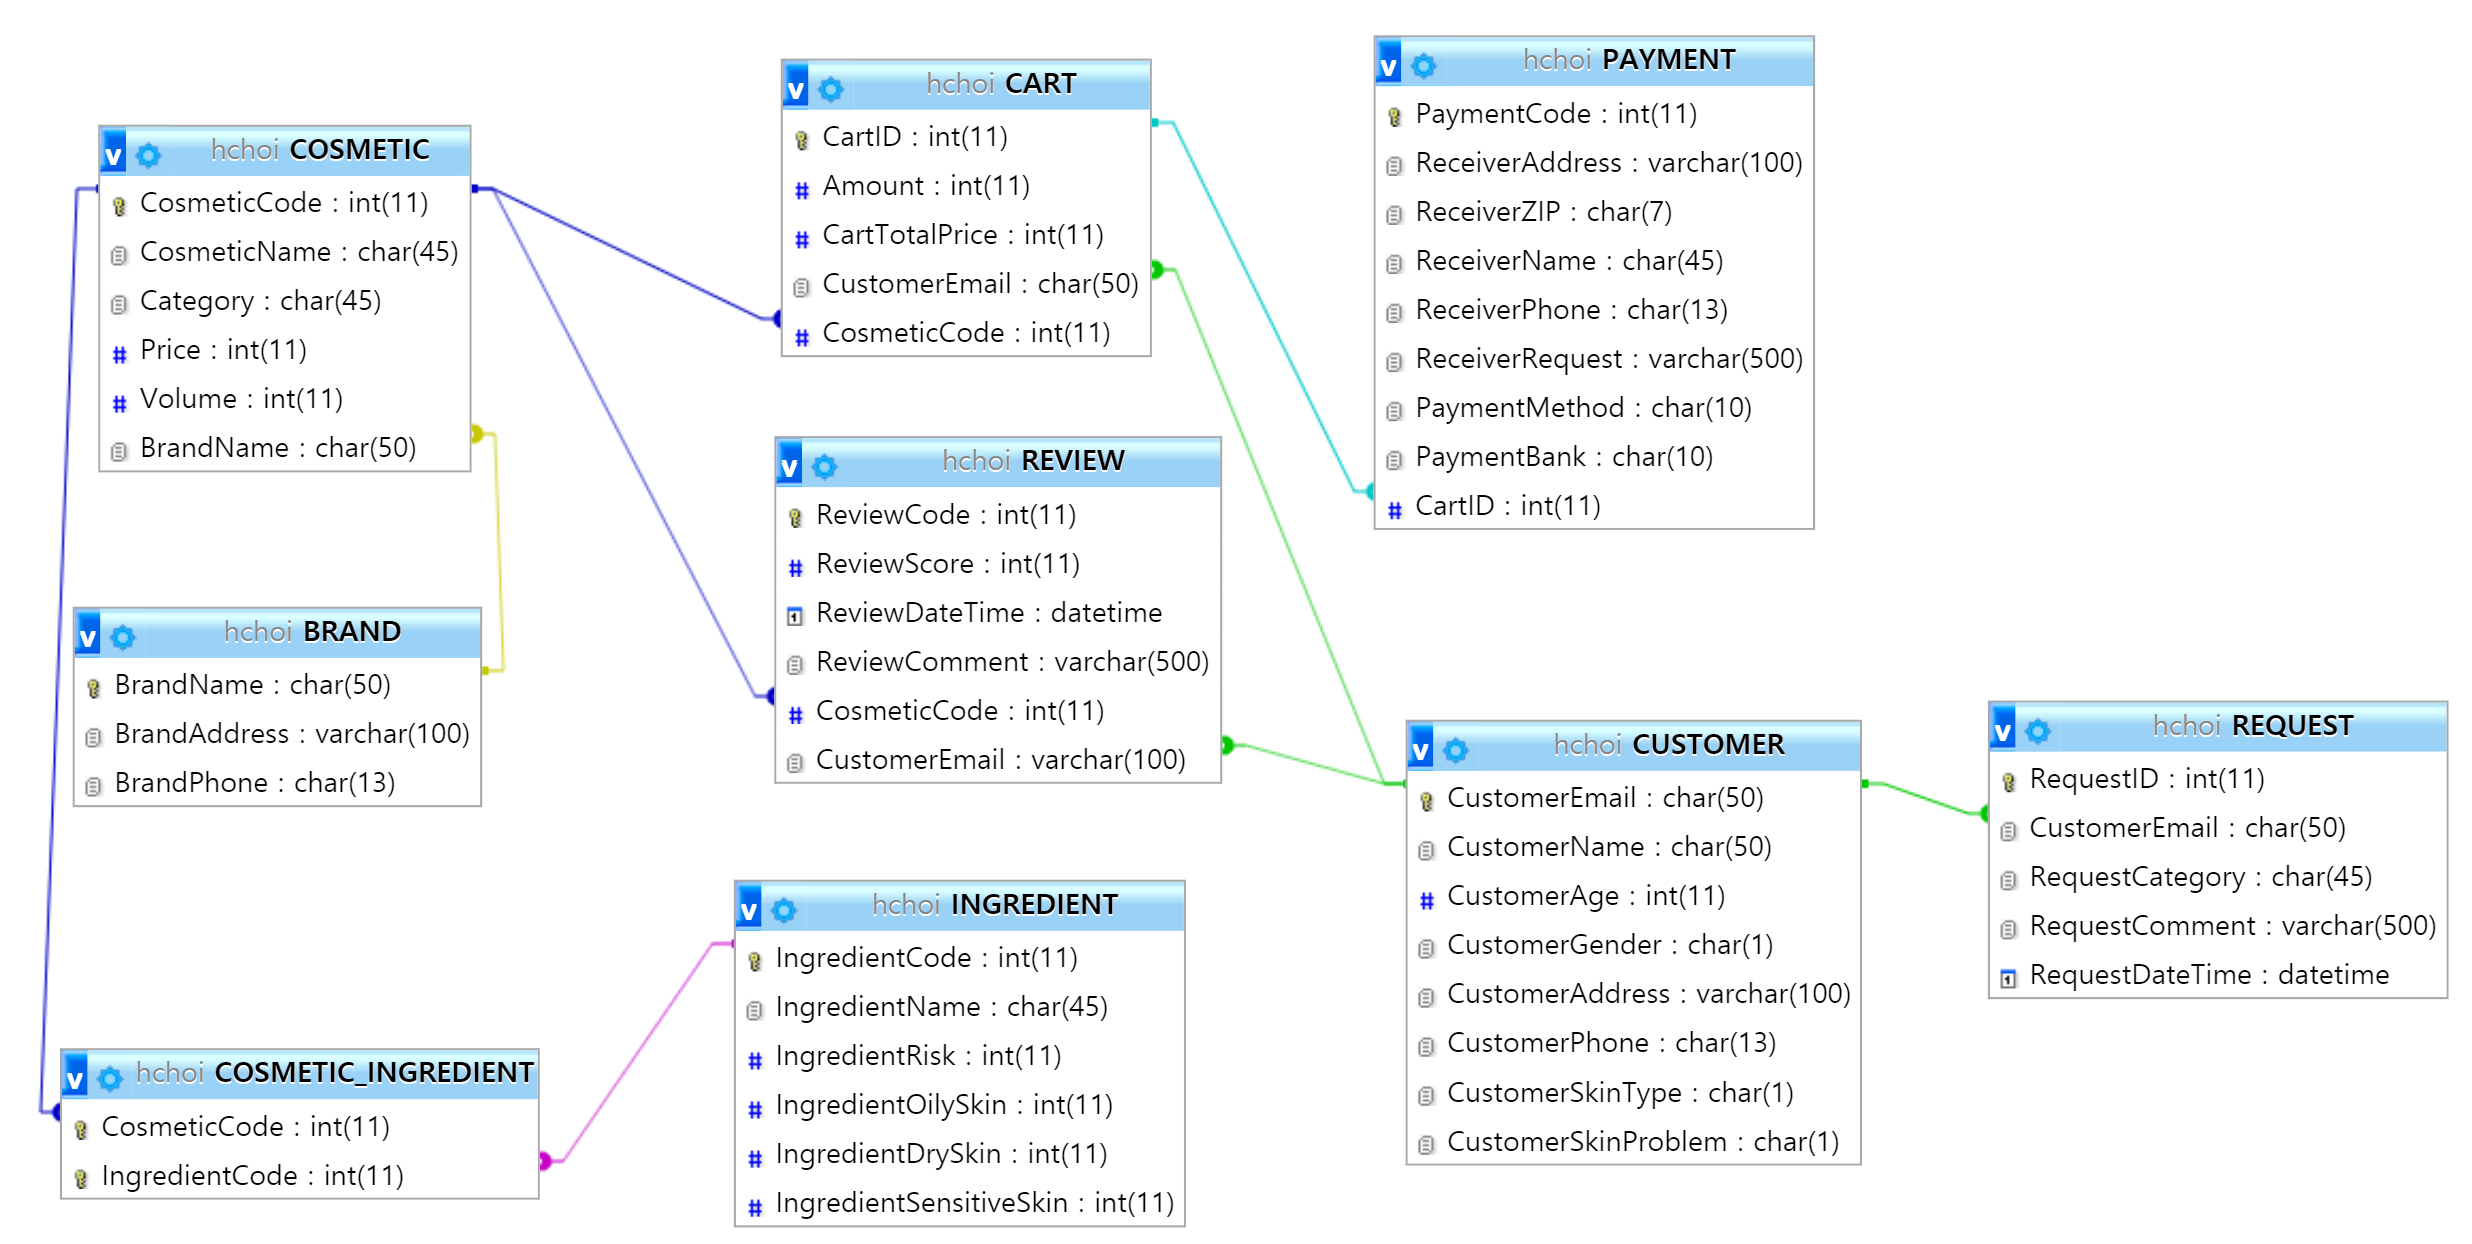 hchoi COSMETIC
CosmeticCode : int(11)
CosmeticName : char(45)
Category : char(45)
Price : int(11)
Volume : int(11)
BrandName : char(50)
hchoi BRAND
BrandName : char(50)
BrandAddress : varchar(100)
BrandPhone : char(13)
hchoi COSMETIC_INGREDIENT
CosmeticCode : int(11)
IngredientCode : int(11)
hchoi CART
CartID : int(11)
Amount : int(11)
CartTotalPrice : int(11)
CustomerEmail : char(50)
CosmeticCode : int(11)
hchoi REVIEW
ReviewCode : int(11)
ReviewScore : int(11)
ReviewDateTime : datetime
ReviewComment : varchar(500)
CosmeticCode : int(11)
CustomerEmail : varchar(100)
hchoi INGREDIENT
IngredientCode : int(11)
IngredientName : char(45)
IngredientRisk : int(11)
IngredientOilySkin : int(11)
IngredientDrySkin : int(11)
IngredientSensitiveSkin : int(11)
hchoi PAYMENT
PaymentCode : int(11)
ReceiverAddress : varchar(100)
ReceiverZIP : char(7)
ReceiverName : char(45)
ReceiverPhone : char(13)
ReceiverRequest : varchar(500)
PaymentMethod : char(10)
PaymentBank : char(10)
CartID : int(11)
hchoi CUSTOMER
CustomerEmail : char(50)
CustomerName : char(50)
CustomerAge : int(11)
CustomerGender : char(1)
CustomerAddress : varchar(100)
CustomerPhone : char(13)
CustomerSkinType : char(1)
CustomerSkinProblem : char(1)
hchoi REQUEST
RequestID : int(11)
CustomerEmail : char(50)
RequestCategory : char(45)
RequestComment : varchar(500)
RequestDateTime : datetime